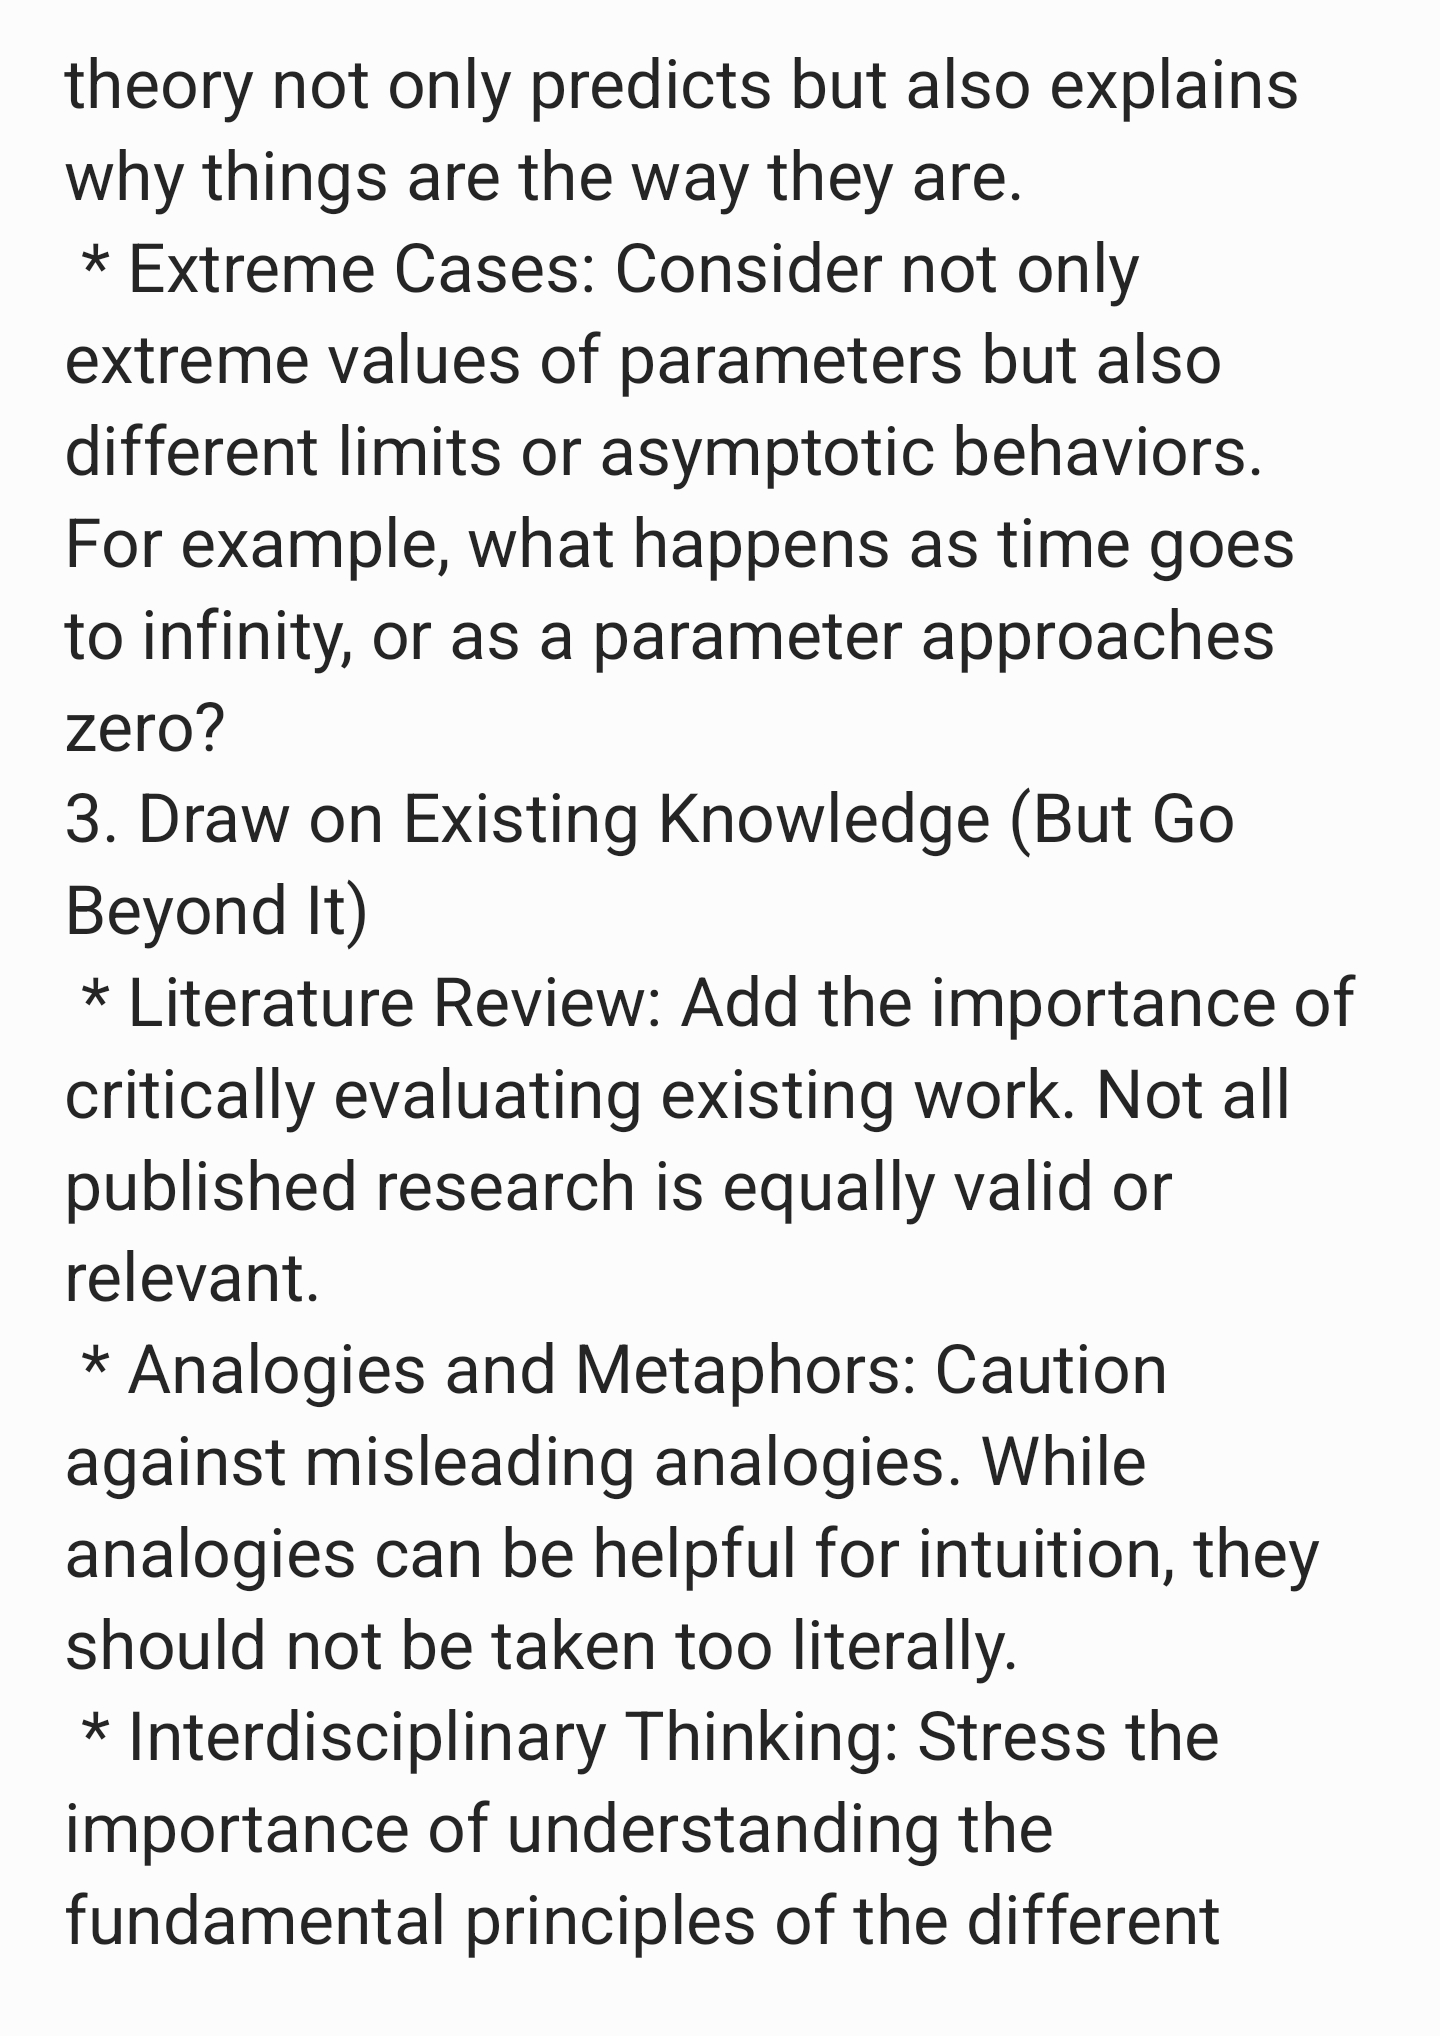 theory not only predicts but also explains
why things are the way they are.
* Extreme Cases: Consider not only
extreme values of parameters but also
different limits or asymptotic behaviors.
For example, what happens as time goes
to infinity, or as a parameter approaches
zero?
3. Draw on Existing Knowledge (But Go
Beyond It)
* Literature Review: Add the importance of
critically evaluating existing work. Not all
published research is equally valid or
relevant.
* Analogies and Metaphors: Caution
against misleading analogies. While
analogies can be helpful for intuition, they
should not be taken too literally.
* Interdisciplinary Thinking: Stress the
importance of understanding the
fundamental principles of the different